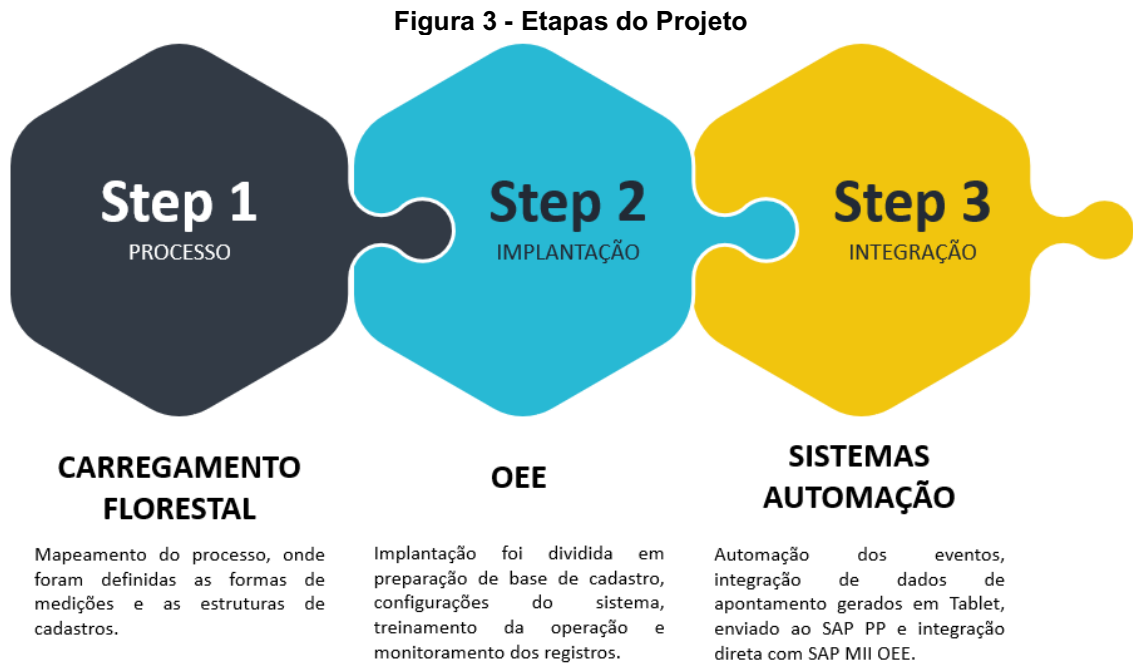 Figura 3 - Etapas do Projeto
Step 1
PROCESSO
Step 2
IMPLANTAÇÃO
Step 3
INTEGRAÇÃO
CARREGAMENTO
FLORESTAL
Mapeamento do processo, onde
foram definidas as formas de
medições e as estruturas de
cadastros.
OEE
Implantação foi dividida em
preparação de base de cadastro,
configurações do sistema,
treinamento da operação e
monitoramento dos registros.
SISTEMAS
AUTOMAÇÃO
Automação dos eventos,
integração de dados de
apontamento gerados em Tablet,
enviado ao SAP PP e integração
direta com SAP MII OEE.